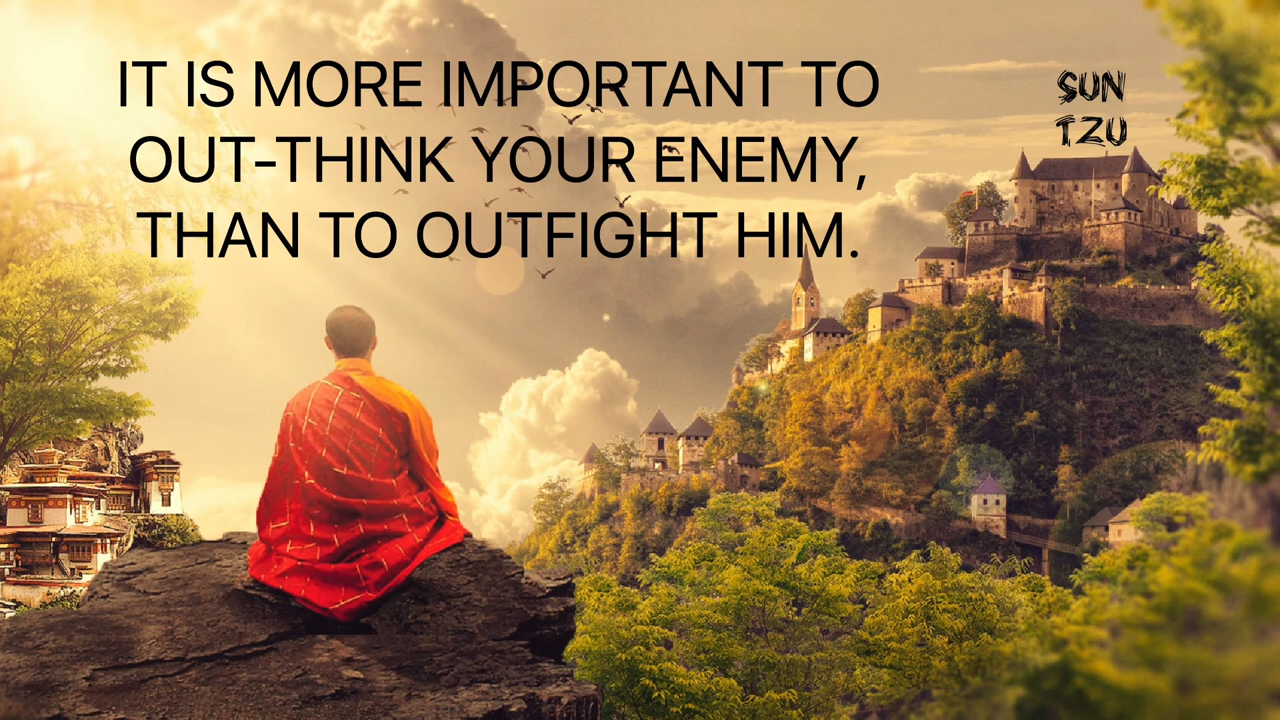 IT IS MORE IMPORTANT TO
OUT-THINK YOUR ENEMY,
THAN TO OUTFIGHT HIM.
SUN
TZU